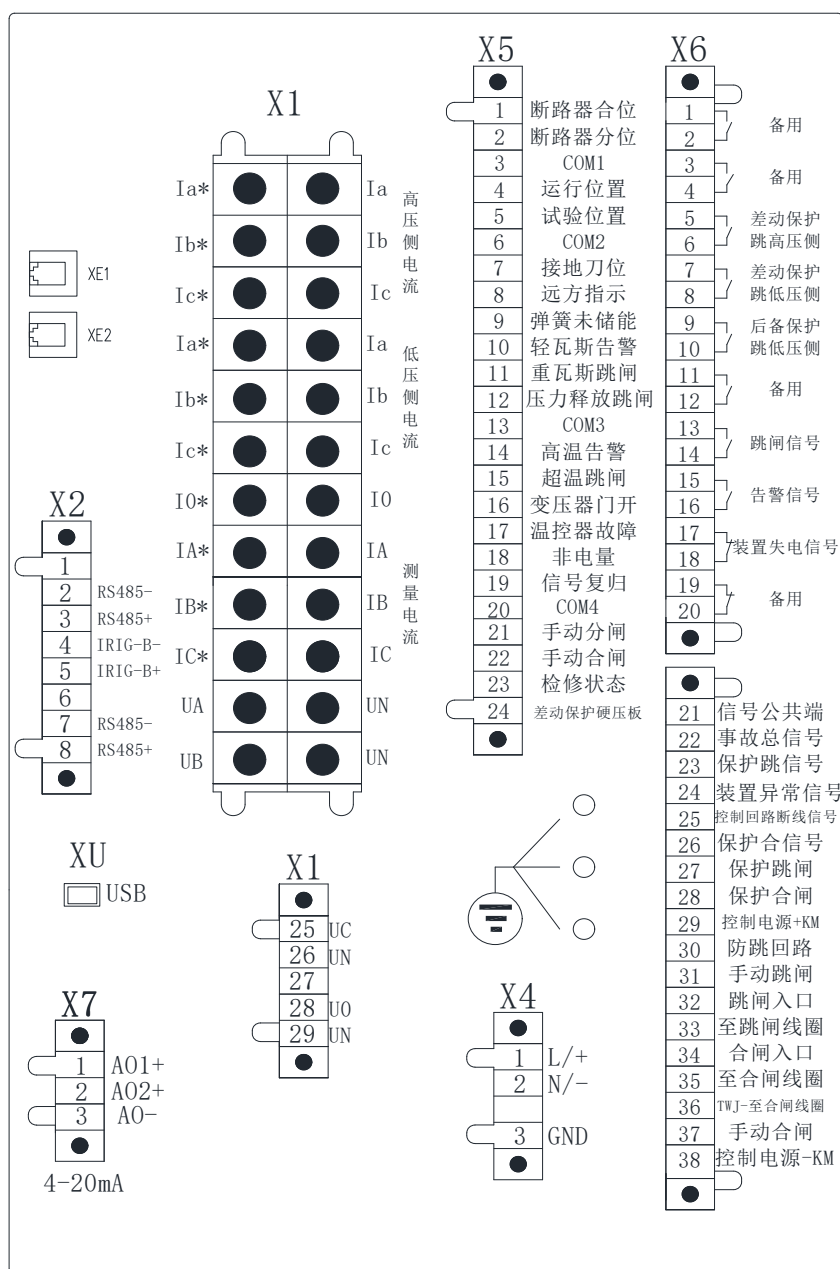 X1
Ia* Ia
Ib* Ib
Ic* Ic
高压侧电流
Ia* Ia
Ib* Ib
Ic* Ic
低压侧电流
I0* I0
IA* IA
IB* IB
IC* IC
测量电流
UA UN
UB UN
XE1
XE2
X2
1
2 RS485-
3 RS485+
4 IRIG-B-
5 IRIG-B+
6
7 RS485-
8 RS485+
XU
USB
X7
1 AO1+
2 AO2+
3 AO-
4-20mA
X1
25 UC
26 UN
27
28 U0
29 UN
X5
1 断路器合位
2 断路器分位
3 COM1
4 运行位置
5 试验位置
6 COM2
7 接地刀位
8 远方指示
9 弹簧未储能
10 轻瓦斯告警
11 重瓦斯跳闸
12 压力释放跳闸
13 COM3
14 高温告警
15 超温跳闸
16 变压器门开
17 温控器故障
18 非电量
19 信号复归
20 COM4
21 手动分闸
22 手动合闸
23 检修状态
24 差动保护硬压板
X4
1 L/+
2 N/-
3 GND
X6
1
2
备用
3
4
备用
5 差动保护
6 跳高压侧
7 差动保护
8 跳低压侧
9 后备保护
10 跳低压侧
11
12
备用
13
14
跳闸信号
15
16
告警信号
17
18
装置失电信号
19
20
备用
21 信号公共端
22 事故总信号
23 保护跳信号
24 装置异常信号
25 控制回路断线信号
26 保护合信号
27 保护跳闸
28 保护合闸
29 控制电源+KM
30 防跳回路
31 手动跳闸
32 跳闸入口
33 至跳闸线圈
34 合闸入口
35 至合闸线圈
36 TWJ-至合闸线圈
37 手动合闸
38 控制电源-KM